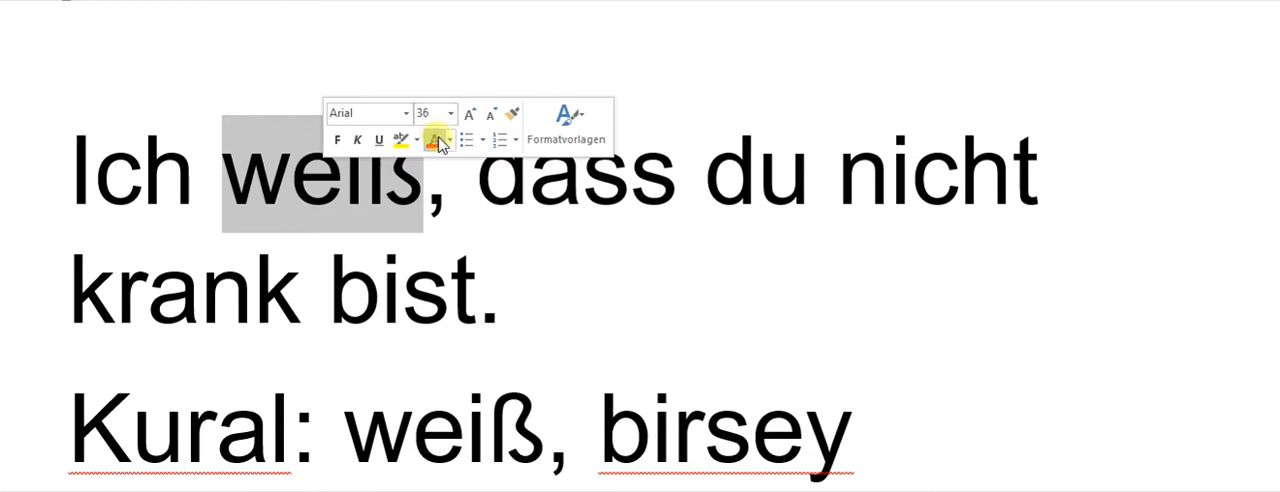 Arial 36
F K U Formatvorlagen
Ich weiß, dass du nicht
krank bist.
Kural: weiß, birsey